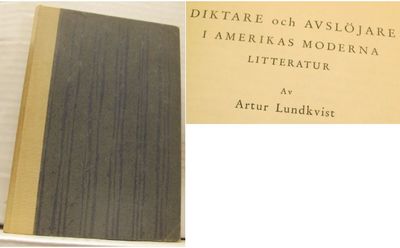 DIKTARE och AVSLÖJARE
I AMERIKAS MODERNA
LITTERATUR
Av
Artur Lundkvist